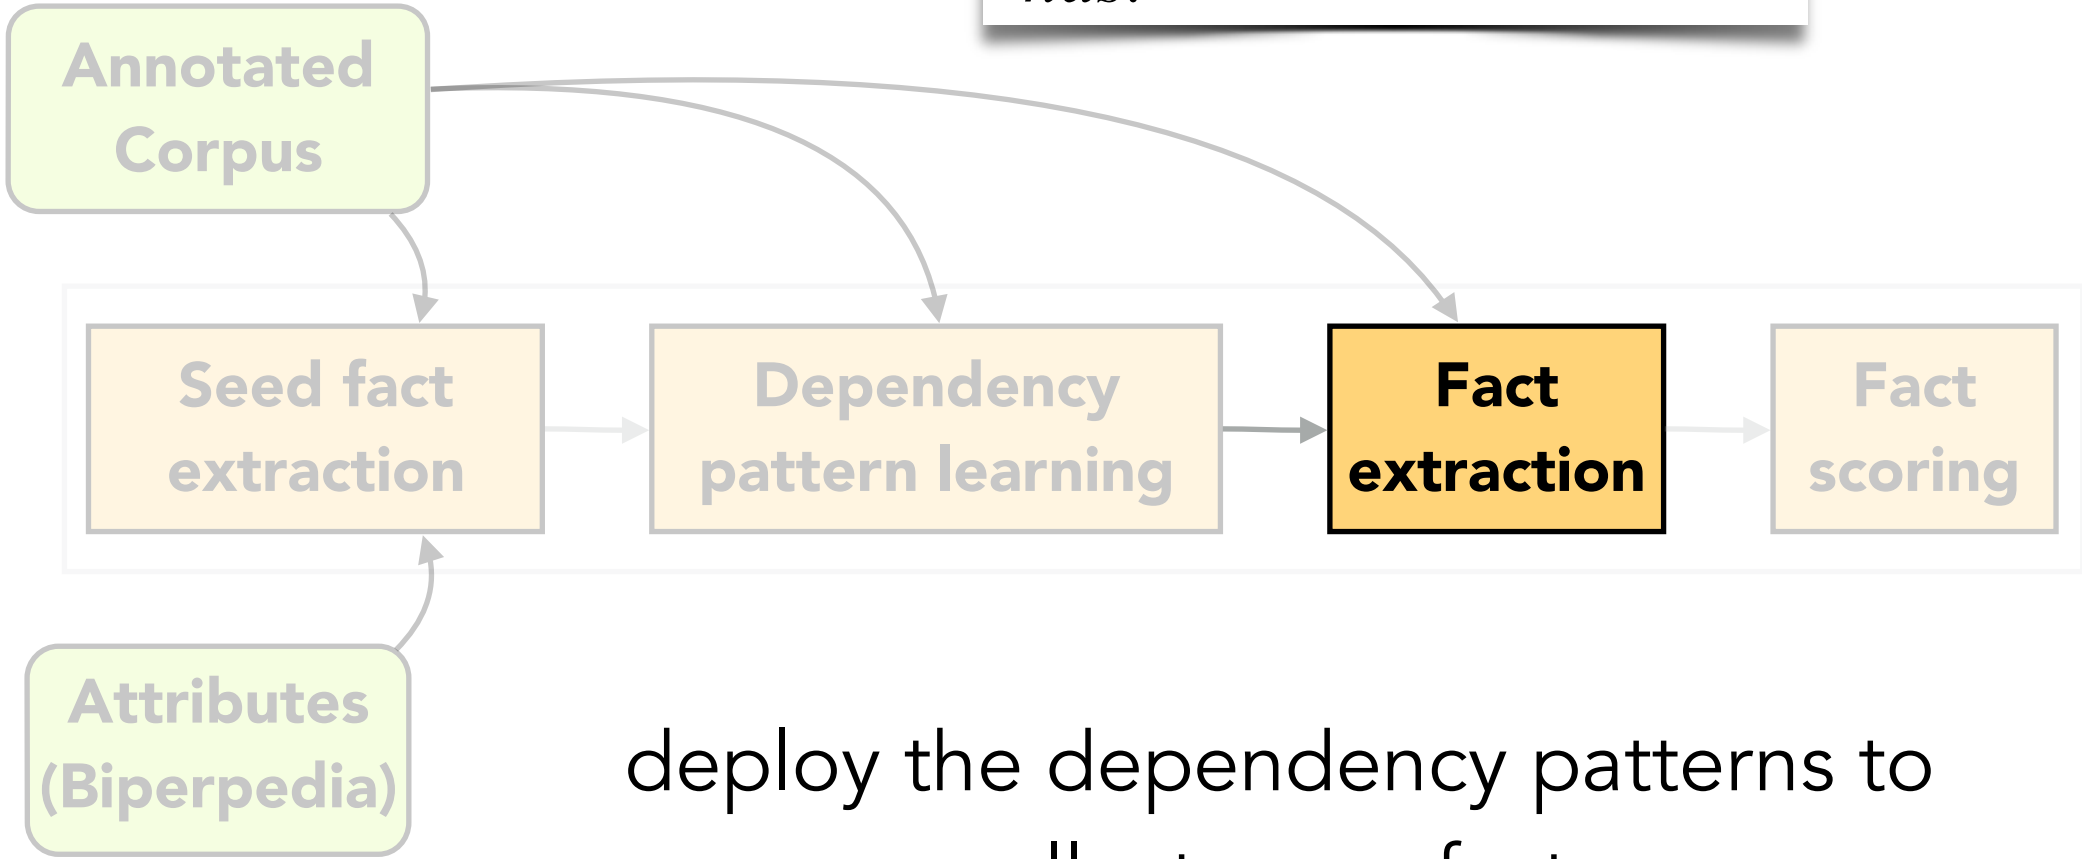 Annotated
Corpus
Seed fact
extraction
Dependency
pattern learning
Fact
extraction
Fact
scoring
Attributes
(Biperpedia)
deploy the dependency patterns to